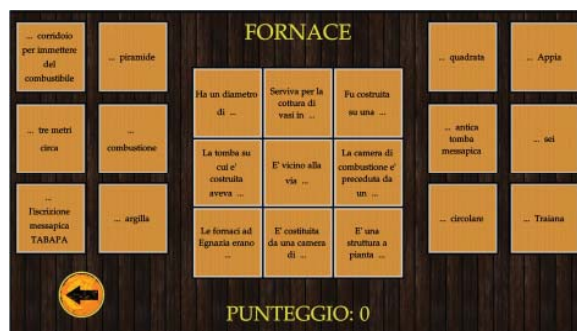 FORNACE
... corridoio
per immettere
del
combustibile
... piramide
... tre metri
circa
...
combustione
...
l'iscrizione
messapica
TABAPA
... argilla
Ha un diametro
di ...
Serviva per la
cottura di
vasi in ...
Fu costruita
su una ...
La tomba su
cui e'
costruita
aveva ...
E' vicino alla
via ...
La camera di
combustione e'
preceduta da
un ...
Le fornaci ad
Egnazia erano
...
E' costituita
da una camera
di ...
E' una
struttura a
pianta ...
... quadrata
... Appia
... antica
tomba
messapica
... sei
... circolare
... Traiana
PUNTEGGIO: 0